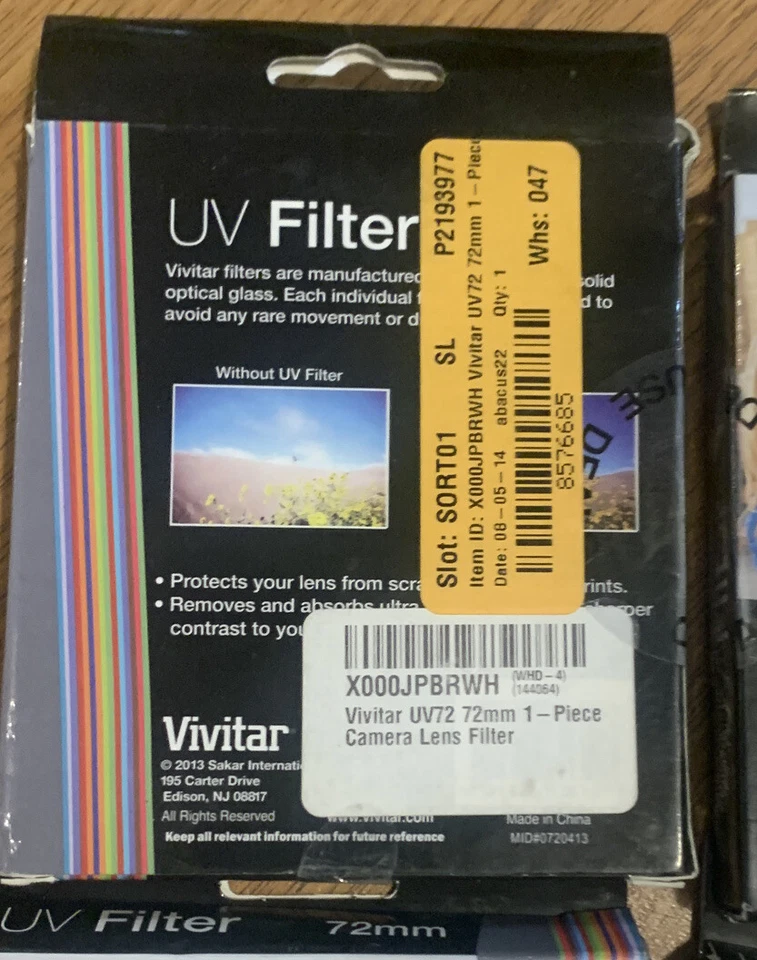 UV Filter
Vivitar filters are manufactured
solid
optical glass. Each individual
d to
avoid any rare movement or d
Without UV Filter
• Protects your lens from scra
rints.
• Removes and absorbs ultra
sharper
contrast to you
Slot: SORT01 SL P2193977
Item ID: X000JPBRWH Vivitar UV72 72mm 1-Piece
Date: 08-05-14 abacus22 Qty: 1 Whs: 047
8576685
USE
X000JPBRWH (WHD-4)
(144064)
Vivitar UV72 72mm 1-Piece
Camera Lens Filter
Vivitar
© 2013 Sakar Internati
195 Carter Drive
Edison, NJ 08817
All Rights Reserved
www.vivitar.com
Made in China
Keep all relevant information for future reference
MID#0720413
UV Filter 72mm